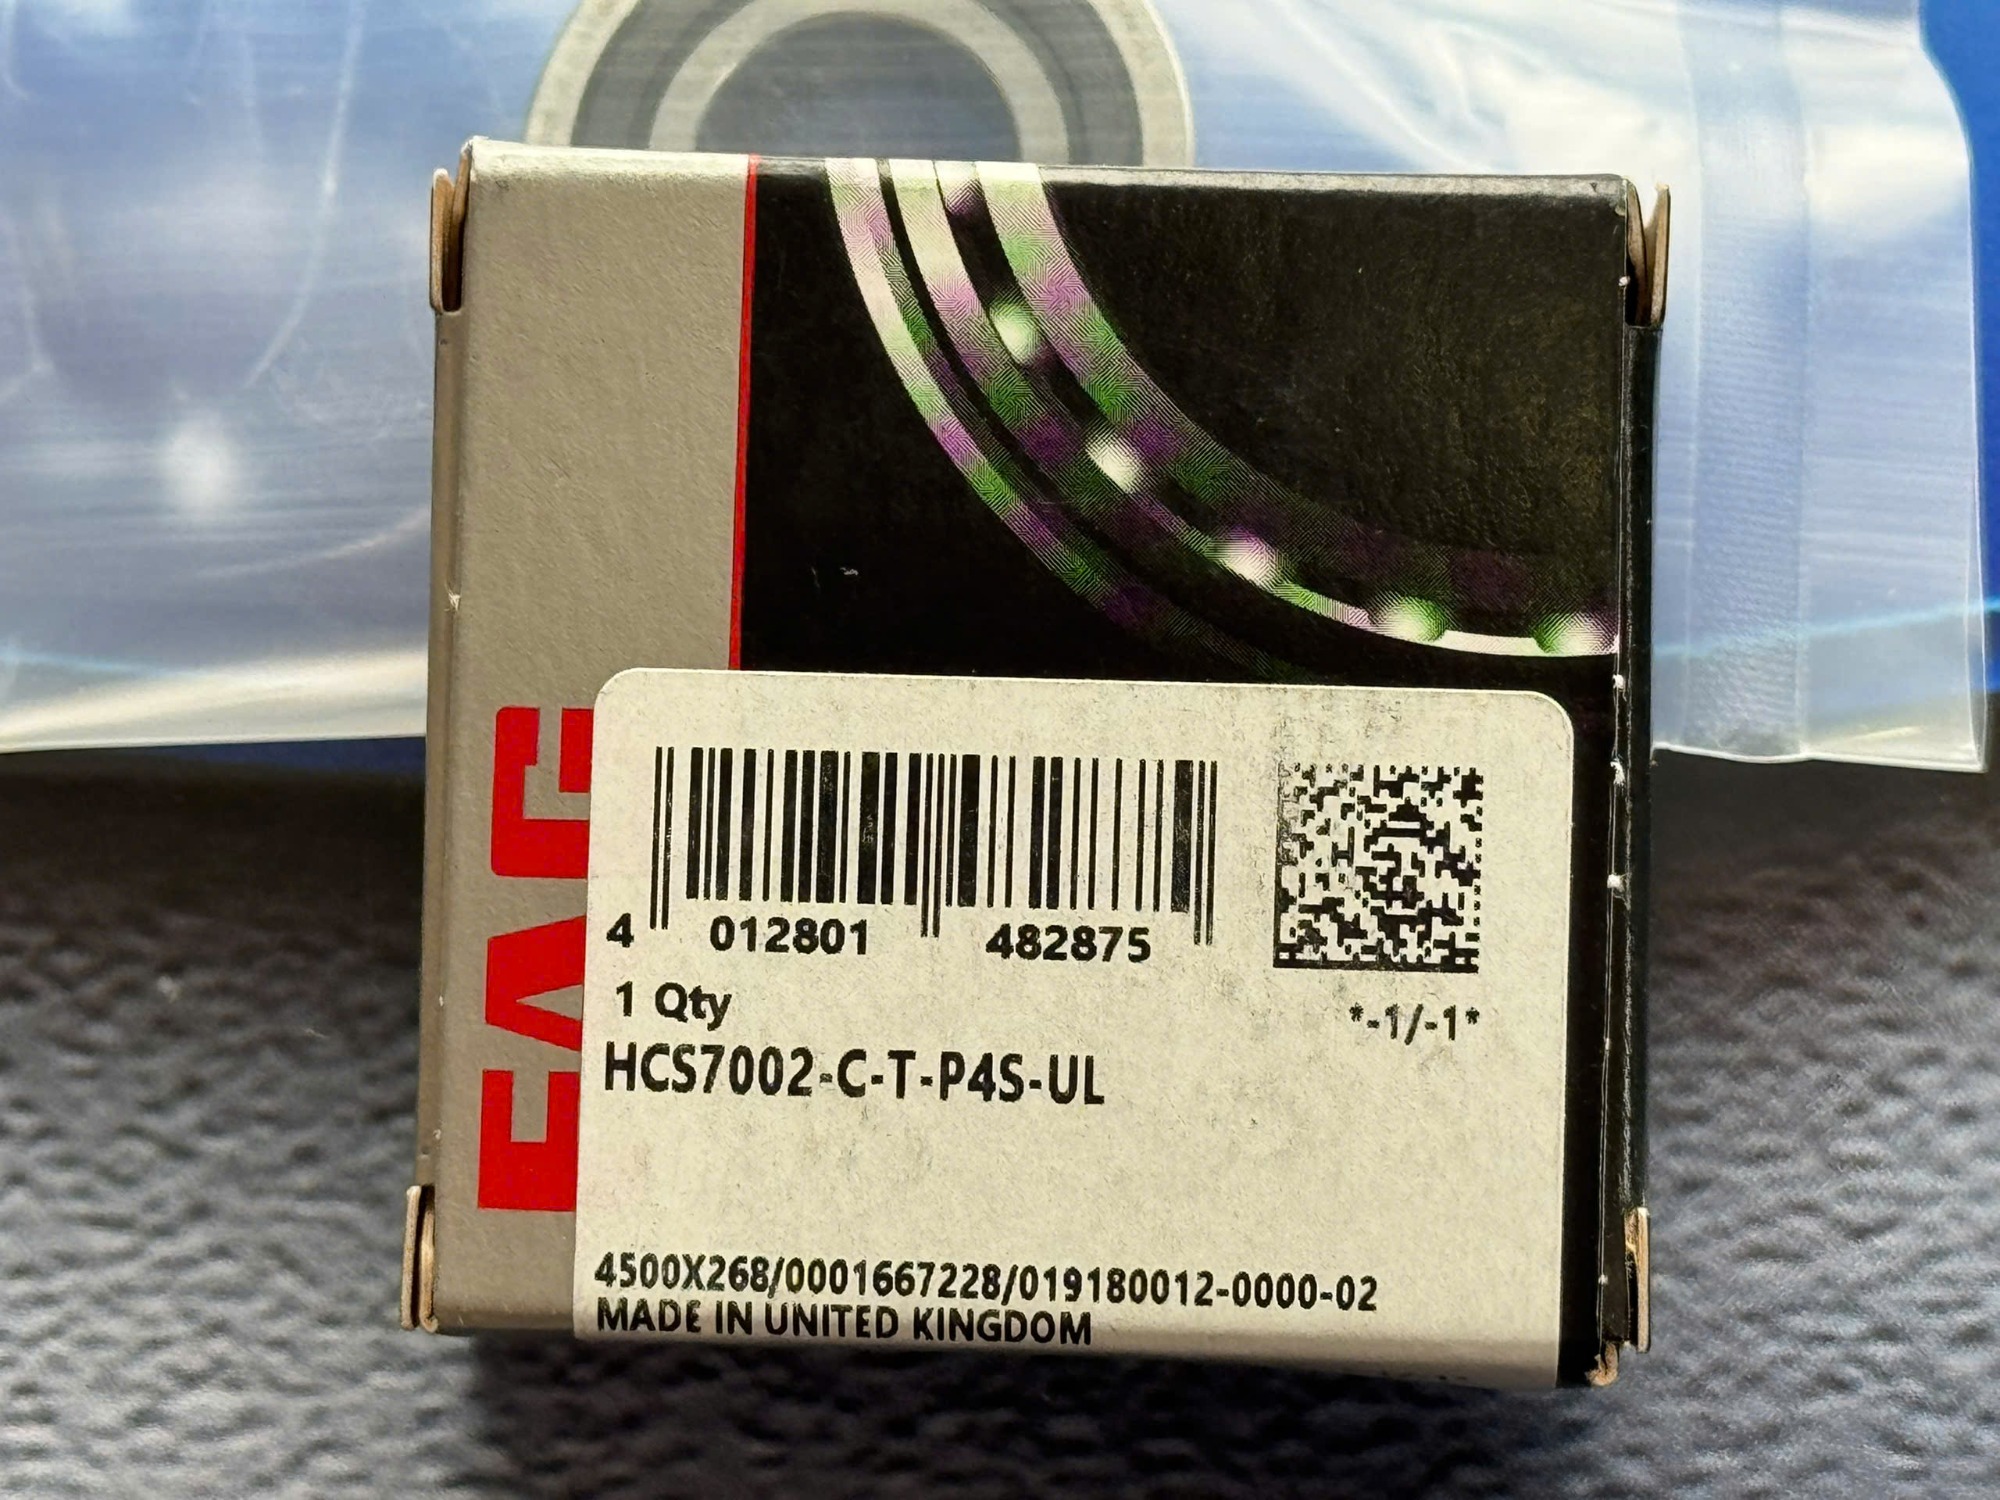 FAG
4 012801 482875
1 Qty
*-1/-1*
HCS7002-C-T-P4S-UL
4500X268/0001667228/019180012-0000-02
MADE IN UNITED KINGDOM